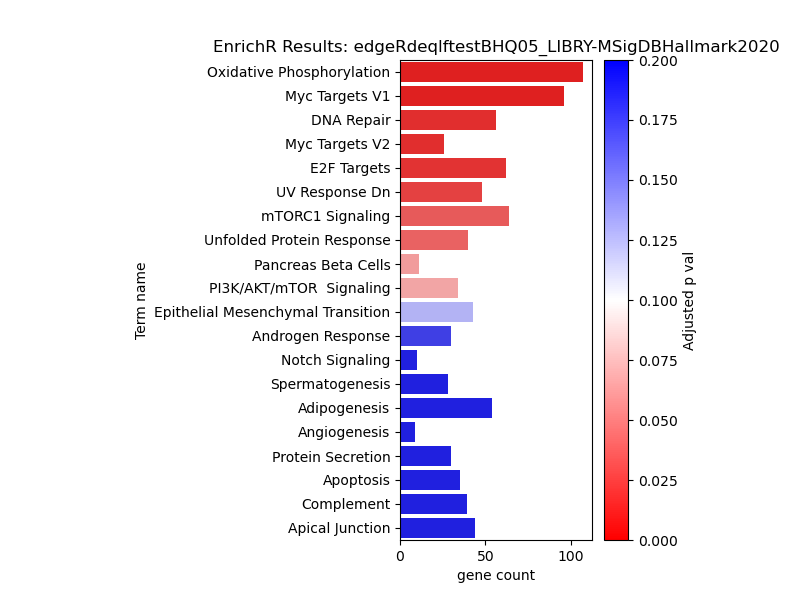 EnrichR Results: edgeRdeqlftestBHQ05_LIBRY-MSigDBHallmark2020
Oxidative Phosphorylation
Myc Targets V1
DNA Repair
Myc Targets V2
E2F Targets
UV Response Dn
mTORC1 Signaling
Unfolded Protein Response
Pancreas Beta Cells
PI3K/AKT/mTOR  Signaling
Epithelial Mesenchymal Transition
Androgen Response
Notch Signaling
Spermatogenesis
Adipogenesis
Angiogenesis
Protein Secretion
Apoptosis
Complement
Apical Junction
Term name
0 50 100
gene count
0.200
0.175
0.150
0.125
0.100
0.075
0.050
0.025
0.000
Adjusted p val